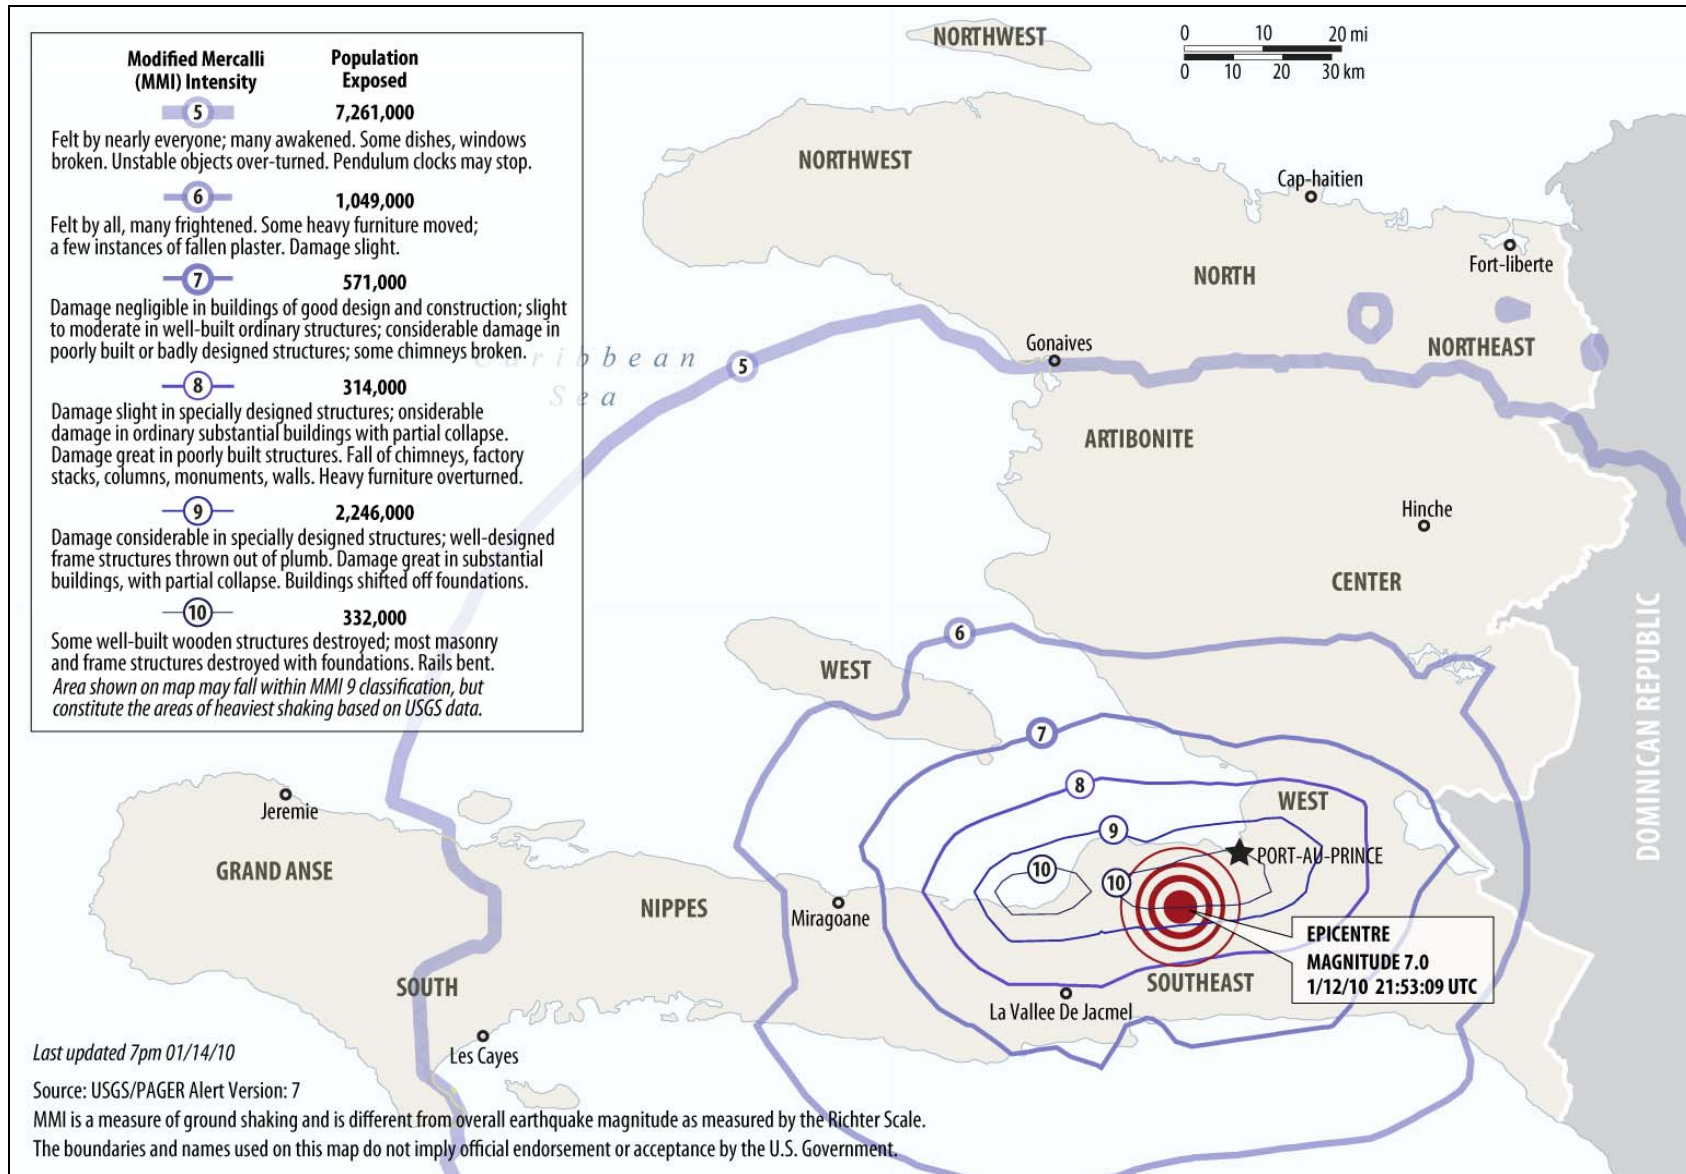 Modified Mercalli
(MMI) Intensity
Population
Exposed
5
7,261,000
Felt by nearly everyone; many awakened. Some dishes, windows
broken. Unstable objects over-turned. Pendulum clocks may stop.
6
1,049,000
Felt by all, many frightened. Some heavy furniture moved;
a few instances of fallen plaster. Damage slight.
7
571,000
Damage negligible in buildings of good design and construction; slight
to moderate in well-built ordinary structures; considerable damage in
poorly built or badly designed structures; some chimneys broken.
8
314,000
Damage slight in specially designed structures; onsiderable
damage in ordinary substantial buildings with partial collapse.
Damage great in poorly built structures. Fall of chimneys, factory
stacks, columns, monuments, walls. Heavy furniture overturned.
9
2,246,000
Damage considerable in specially designed structures; well-designed
frame structures thrown out of plumb. Damage great in substantial
buildings, with partial collapse. Buildings shifted off foundations.
10
332,000
Some well-built wooden structures destroyed; most masonry
and frame structures destroyed with foundations. Rails bent.
Area shown on map may fall within MMI 9 classification, but
constitute the areas of heaviest shaking based on USGS data.
NORTHWEST
0 10 20 mi
0 10 20 30 km
NORTHWEST
Cap-haitien
Fort-liberte
NORTH
Gonaives
NORTHEAST
Caribbean
Sea
5
ARTIBONITE
Hinche
CENTER
DOMINICAN REPUBLIC
6
WEST
7
8
WEST
9
PORT-AU-PRINCE
10
10
Jeremie
GRAND ANSE
NIPPES
Miragoane
EPICENTRE
MAGNITUDE 7.0
1/12/10 21:53:09 UTC
SOUTH
SOUTHEAST
La Vallee De Jacmel
Les Cayes
Last updated 7pm 01/14/10
Source: USGS/PAGER Alert Version: 7
MMI is a measure of ground shaking and is different from overall earthquake magnitude as measured by the Richter Scale.
The boundaries and names used on this map do not imply official endorsement or acceptance by the U.S. Government.